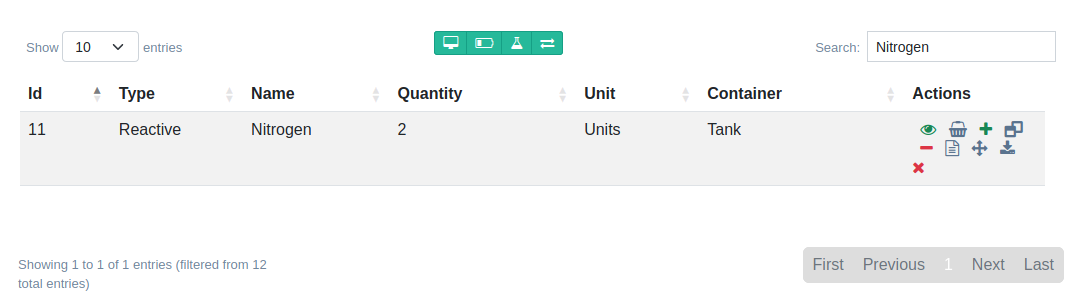 Show 10 entries Search: Nitrogen
Id Type Name Quantity Unit Container Actions
11 Reactive Nitrogen 2 Units Tank
Showing 1 to 1 of 1 entries (filtered from 12
total entries)
First Previous 1 Next Last